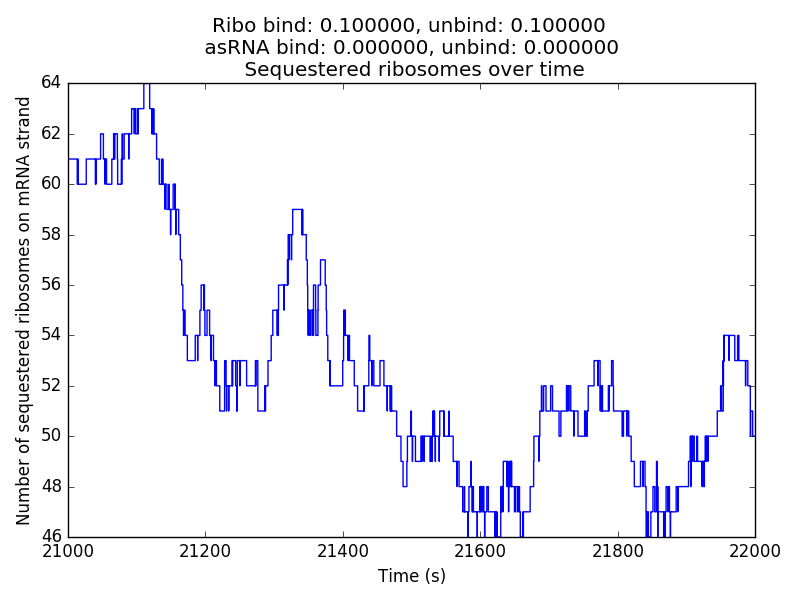 Ribo bind: 0.100000, unbind: 0.100000
asRNA bind: 0.000000, unbind: 0.000000
Sequestered ribosomes over time
Number of sequestered ribosomes on mRNA strand
64
62
60
58
56
54
52
50
48
46
21000 21200 21400 21600 21800 22000
Time (s)